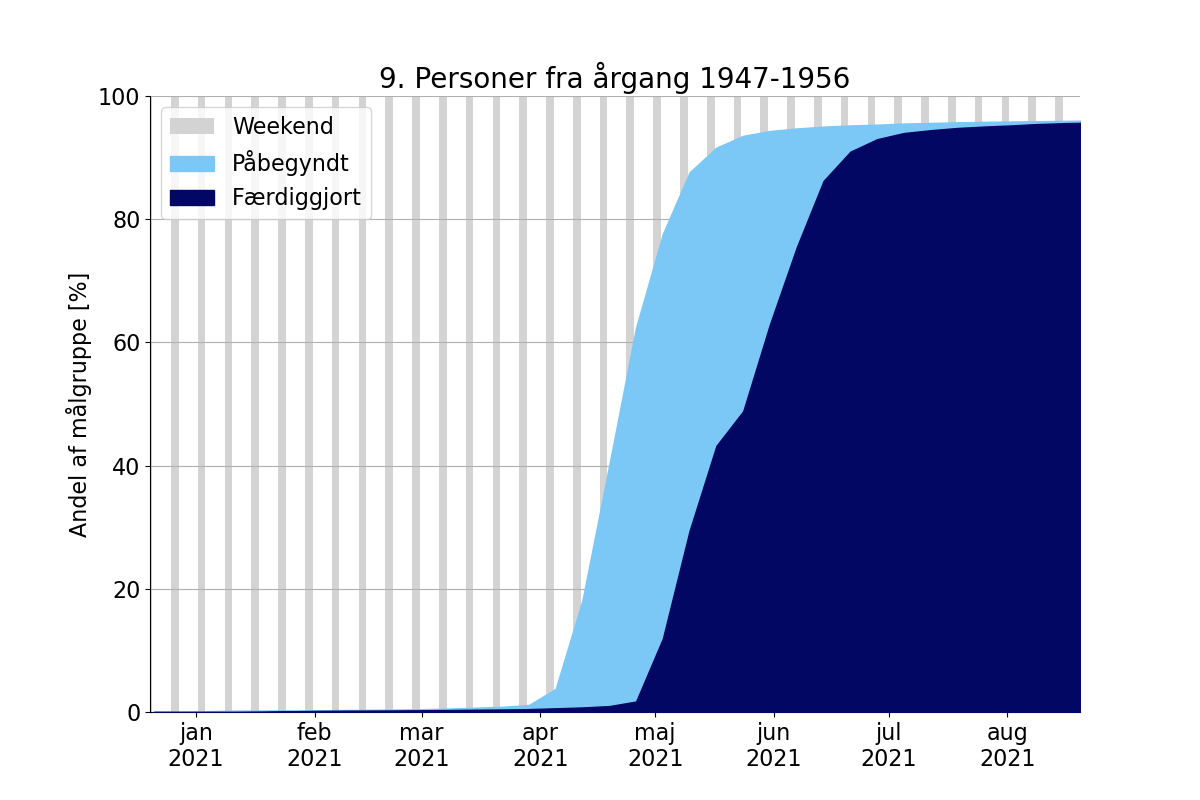 9. Personer fra årgang 1947-1956
Weekend
Påbegyndt
Færdiggjort
Andel af målgruppe [%]
100
80
60
40
20
0
jan feb mar apr maj jun jul aug
2021 2021 2021 2021 2021 2021 2021 2021